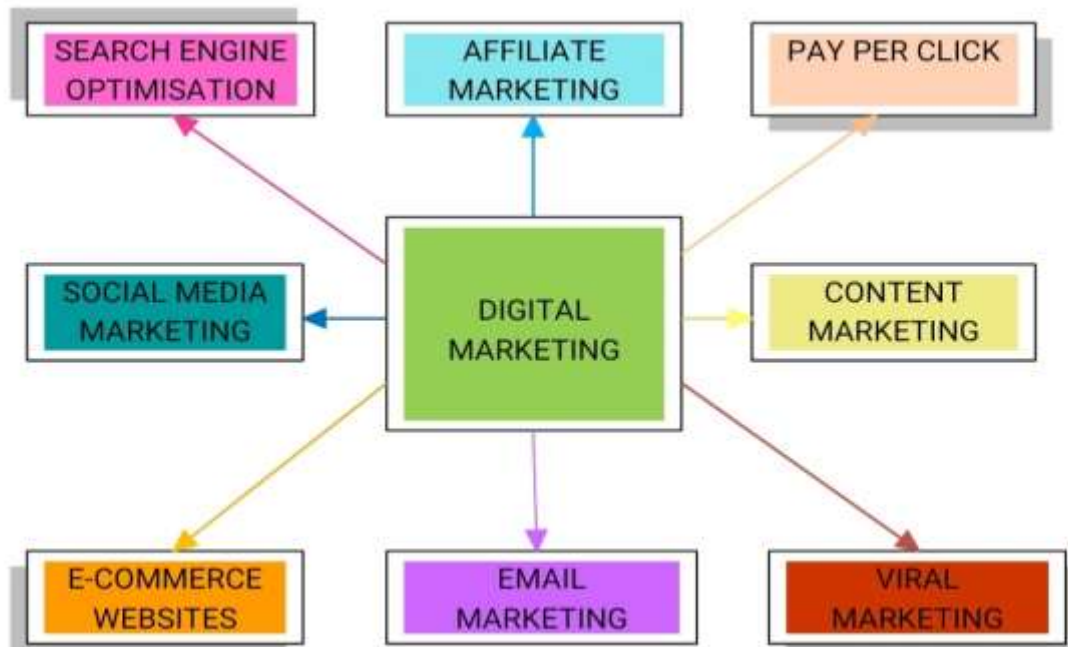 SEARCH ENGINE
OPTIMISATION
AFFILIATE
MARKETING
PAY PER CLICK
SOCIAL MEDIA
MARKETING
DIGITAL
MARKETING
CONTENT
MARKETING
E-COMMERCE
WEBSITES
EMAIL
MARKETING
VIRAL
MARKETING